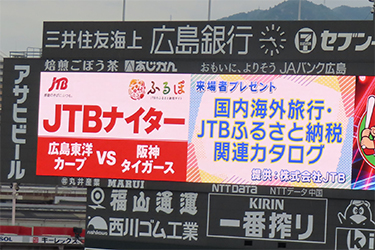 三井住友海上
広島銀行
セブン
焙煎ごぼう茶
あじかん
おもいに、よりそう JAバンク広島
アサヒビール
JTB
ふるぽ
JTBナイター
広島東洋カープ
VS
阪神タイガース
来場者プレゼント
国内海外旅行・
JTBふるさと納税
関連カタログ
提供：株式会社JTB
丸井産業 MARUI
NTT DATA NTTデータ中国
福山通運
西川ゴム工業
KIRIN
一番搾り